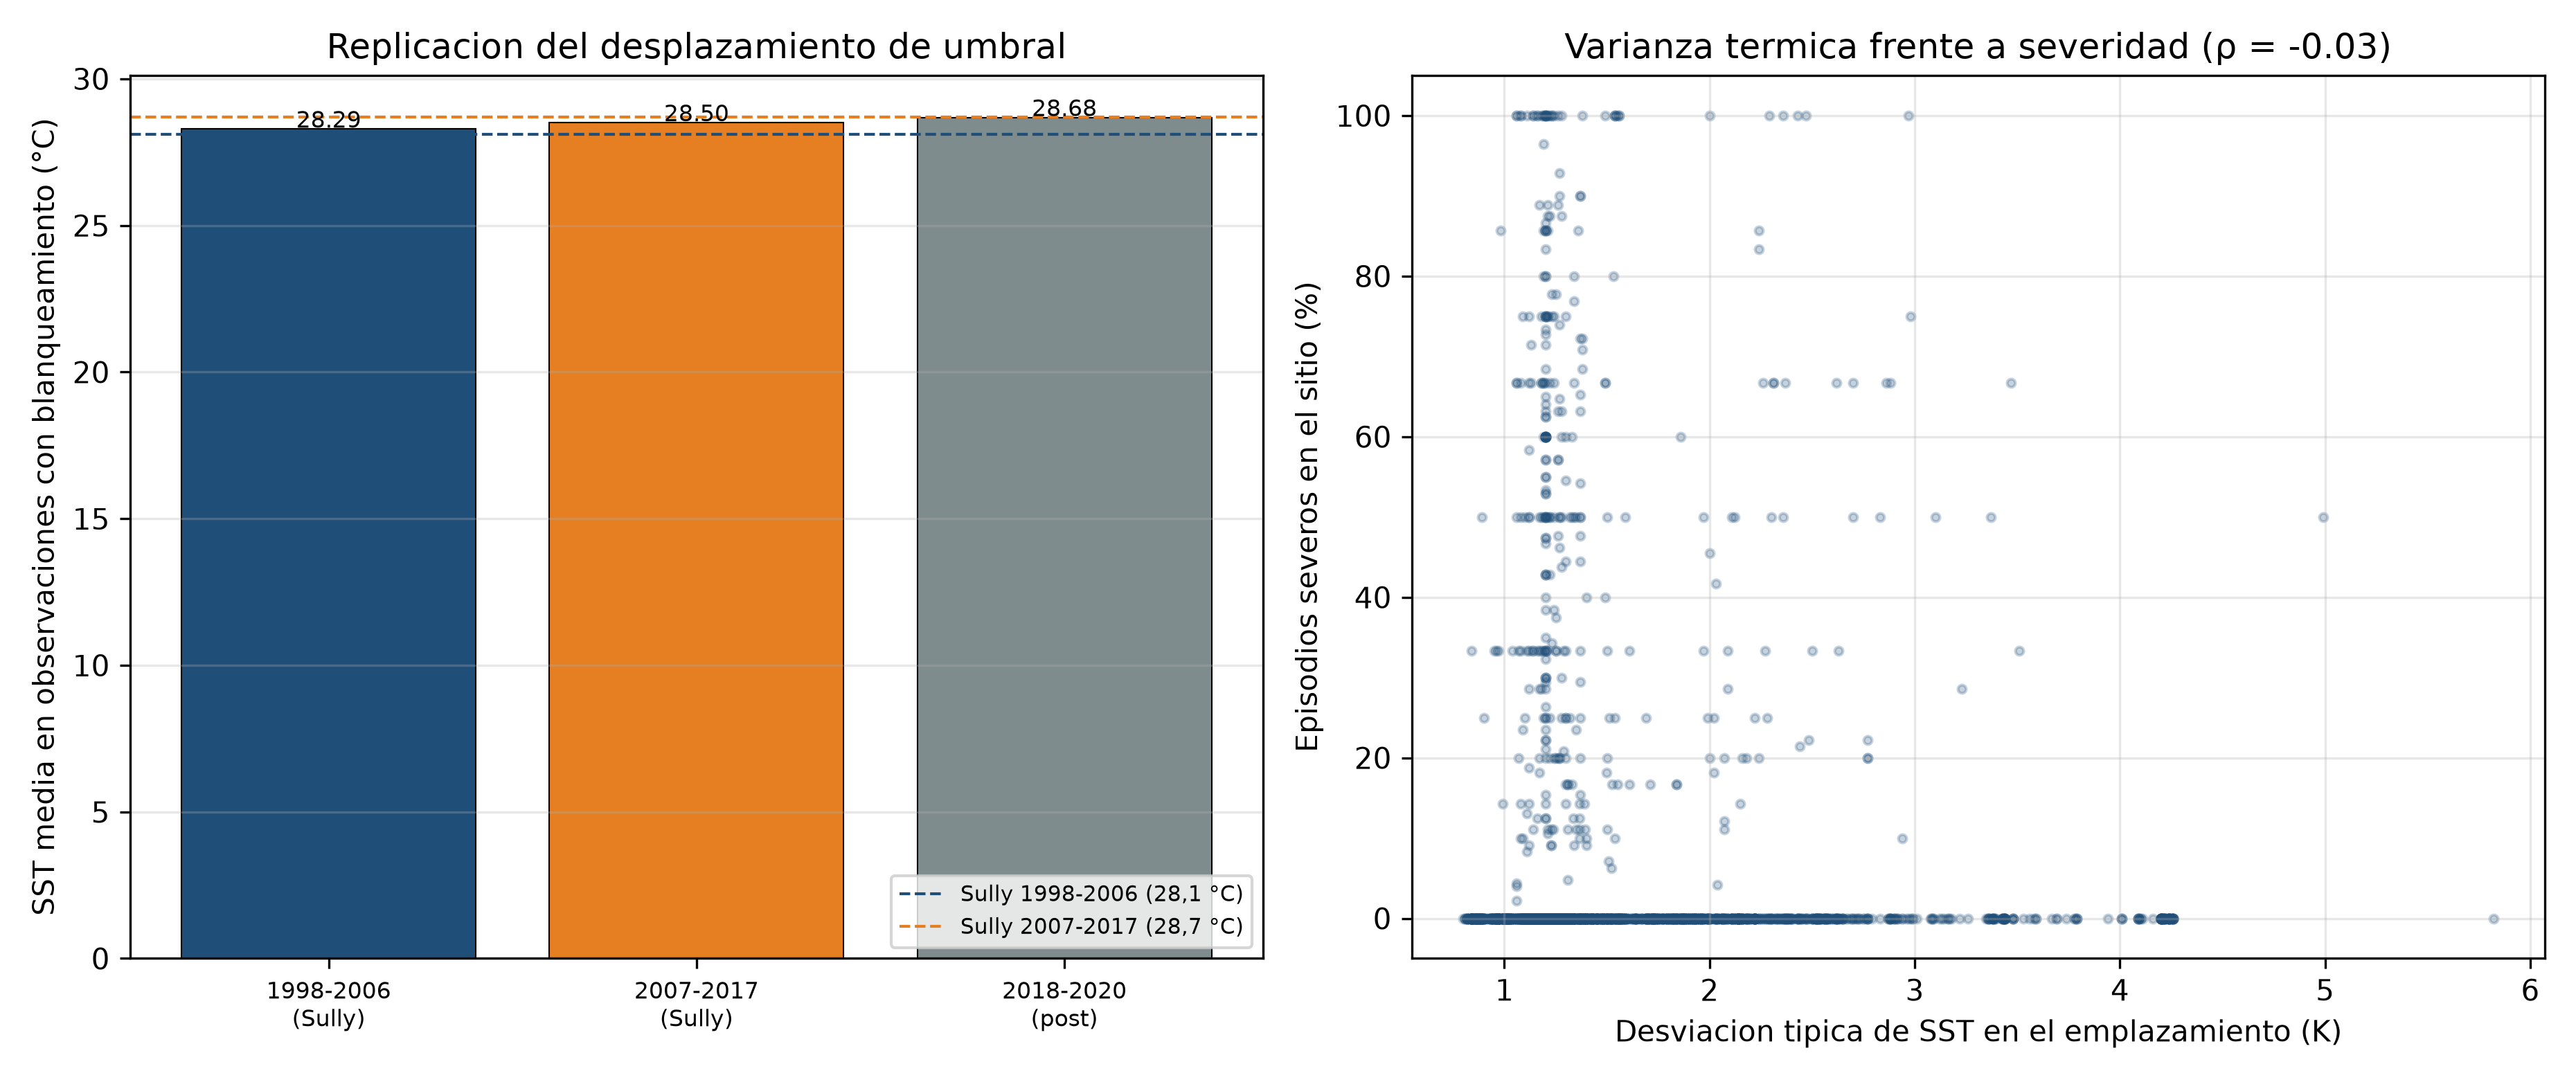 Replicacion del desplazamiento de umbral
SST media en observaciones con blanqueamiento (°C)
30
25
20
15
10
5
0
28.29
28.50
28.68
Sully 1998-2006 (28,1 °C)
Sully 2007-2017 (28,7 °C)
1998-2006
(Sully)
2007-2017
(Sully)
2018-2020
(post)
Varianza termica frente a severidad (ρ = -0.03)
Episodios severos en el sitio (%)
100
80
60
40
20
0
1
2
3
4
5
6
Desviacion tipica de SST en el emplazamiento (K)